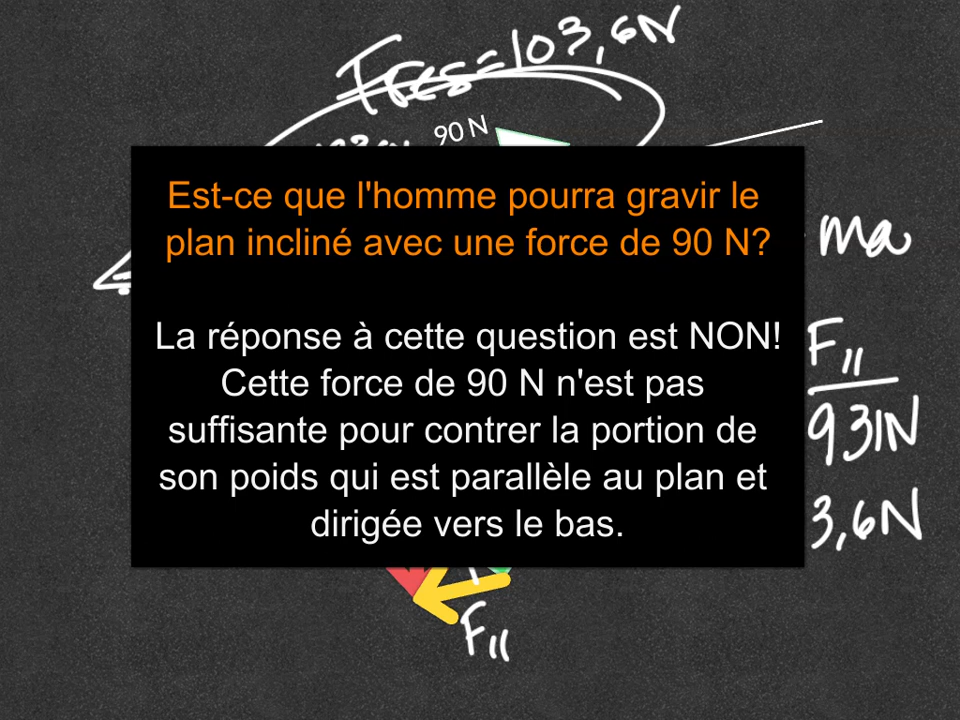 Fres=103,6N
90 N
Est-ce que l'homme pourra gravir le
plan incliné avec une force de 90 N?
ma
La réponse à cette question est NON!
Cette force de 90 N n'est pas
suffisante pour contrer la portion de
son poids qui est parallèle au plan et
dirigée vers le bas.
F//
931N
3,6N
F//